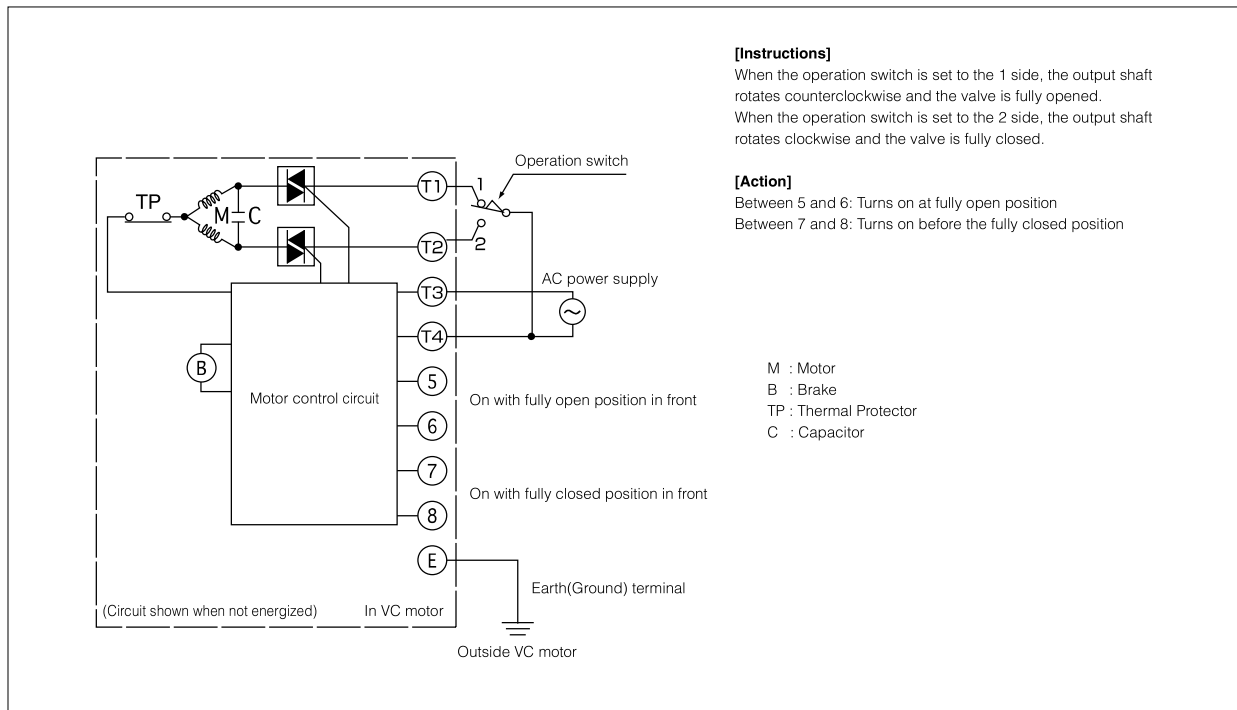 [Instructions]
When the operation switch is set to the 1 side, the output shaft
rotates counterclockwise and the valve is fully opened.
When the operation switch is set to the 2 side, the output shaft
rotates clockwise and the valve is fully closed.
[Action]
Between 5 and 6: Turns on at fully open position
Between 7 and 8: Turns on before the fully closed position
Operation switch
TP
M
C
T1
1
T2
2
AC power supply
T3
T4
B
Motor control circuit
5
On with fully open position in front
6
7
On with fully closed position in front
8
E
Earth(Ground) terminal
(Circuit shown when not energized)
In VC motor
Outside VC motor
M : Motor
B : Brake
TP : Thermal Protector
C : Capacitor